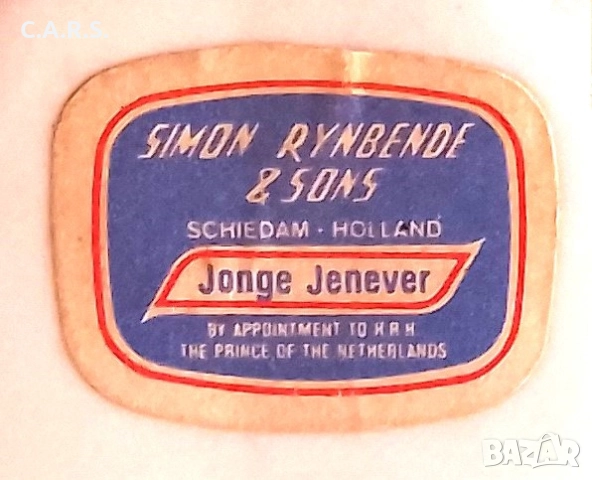 C.A.R.S.
SIMON RYNBENDE
& SONS
SCHIEDAM · HOLLAND
Jonge Jenever
BY APPOINTMENT TO H R H
THE PRINCE OF THE NETHERLANDS
BAZAR